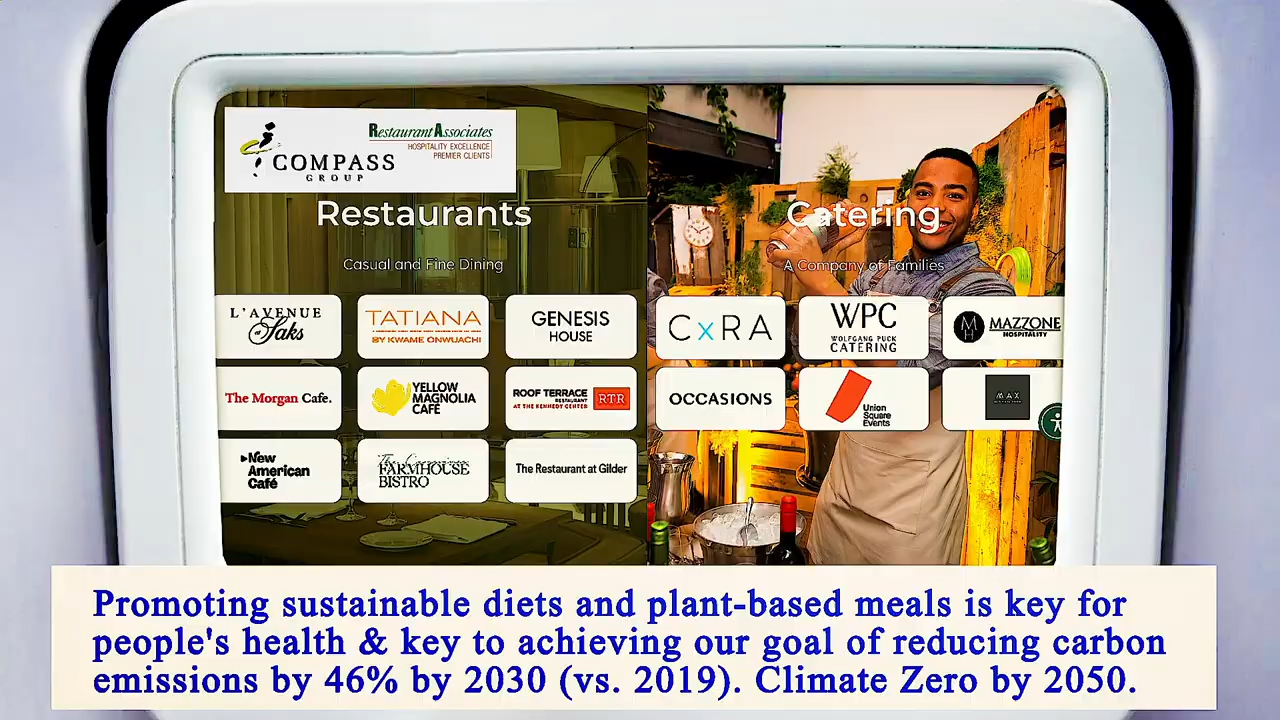 COMPASS
GROUP
Restaurant Associates
HOSPITALITY EXCELLENCE
PREMIER CLIENTS
Restaurants
Casual and Fine Dining
L'AVENUE
at Saks
TATIANA
BY KWAME ONWUACHI
GENESIS
HOUSE
The Morgan Cafe.
YELLOW
MAGNOLIA
CAFÉ
ROOF TERRACE
RESTAURANT
AT THE KENNEDY CENTER
RTR
New
American
Café
FARMHOUSE
BISTRO
The Restaurant at Gilder
Catering
A Company of Families
CxRA
WPC
WOLFGANG PUCK
CATERING
MH
MAZZONE
HOSPITALITY
OCCASIONS
Union
Square
Events
MAX
Promoting sustainable diets and plant-based meals is key for
people's health & key to achieving our goal of reducing carbon
emissions by 46% by 2030 (vs. 2019). Climate Zero by 2050.